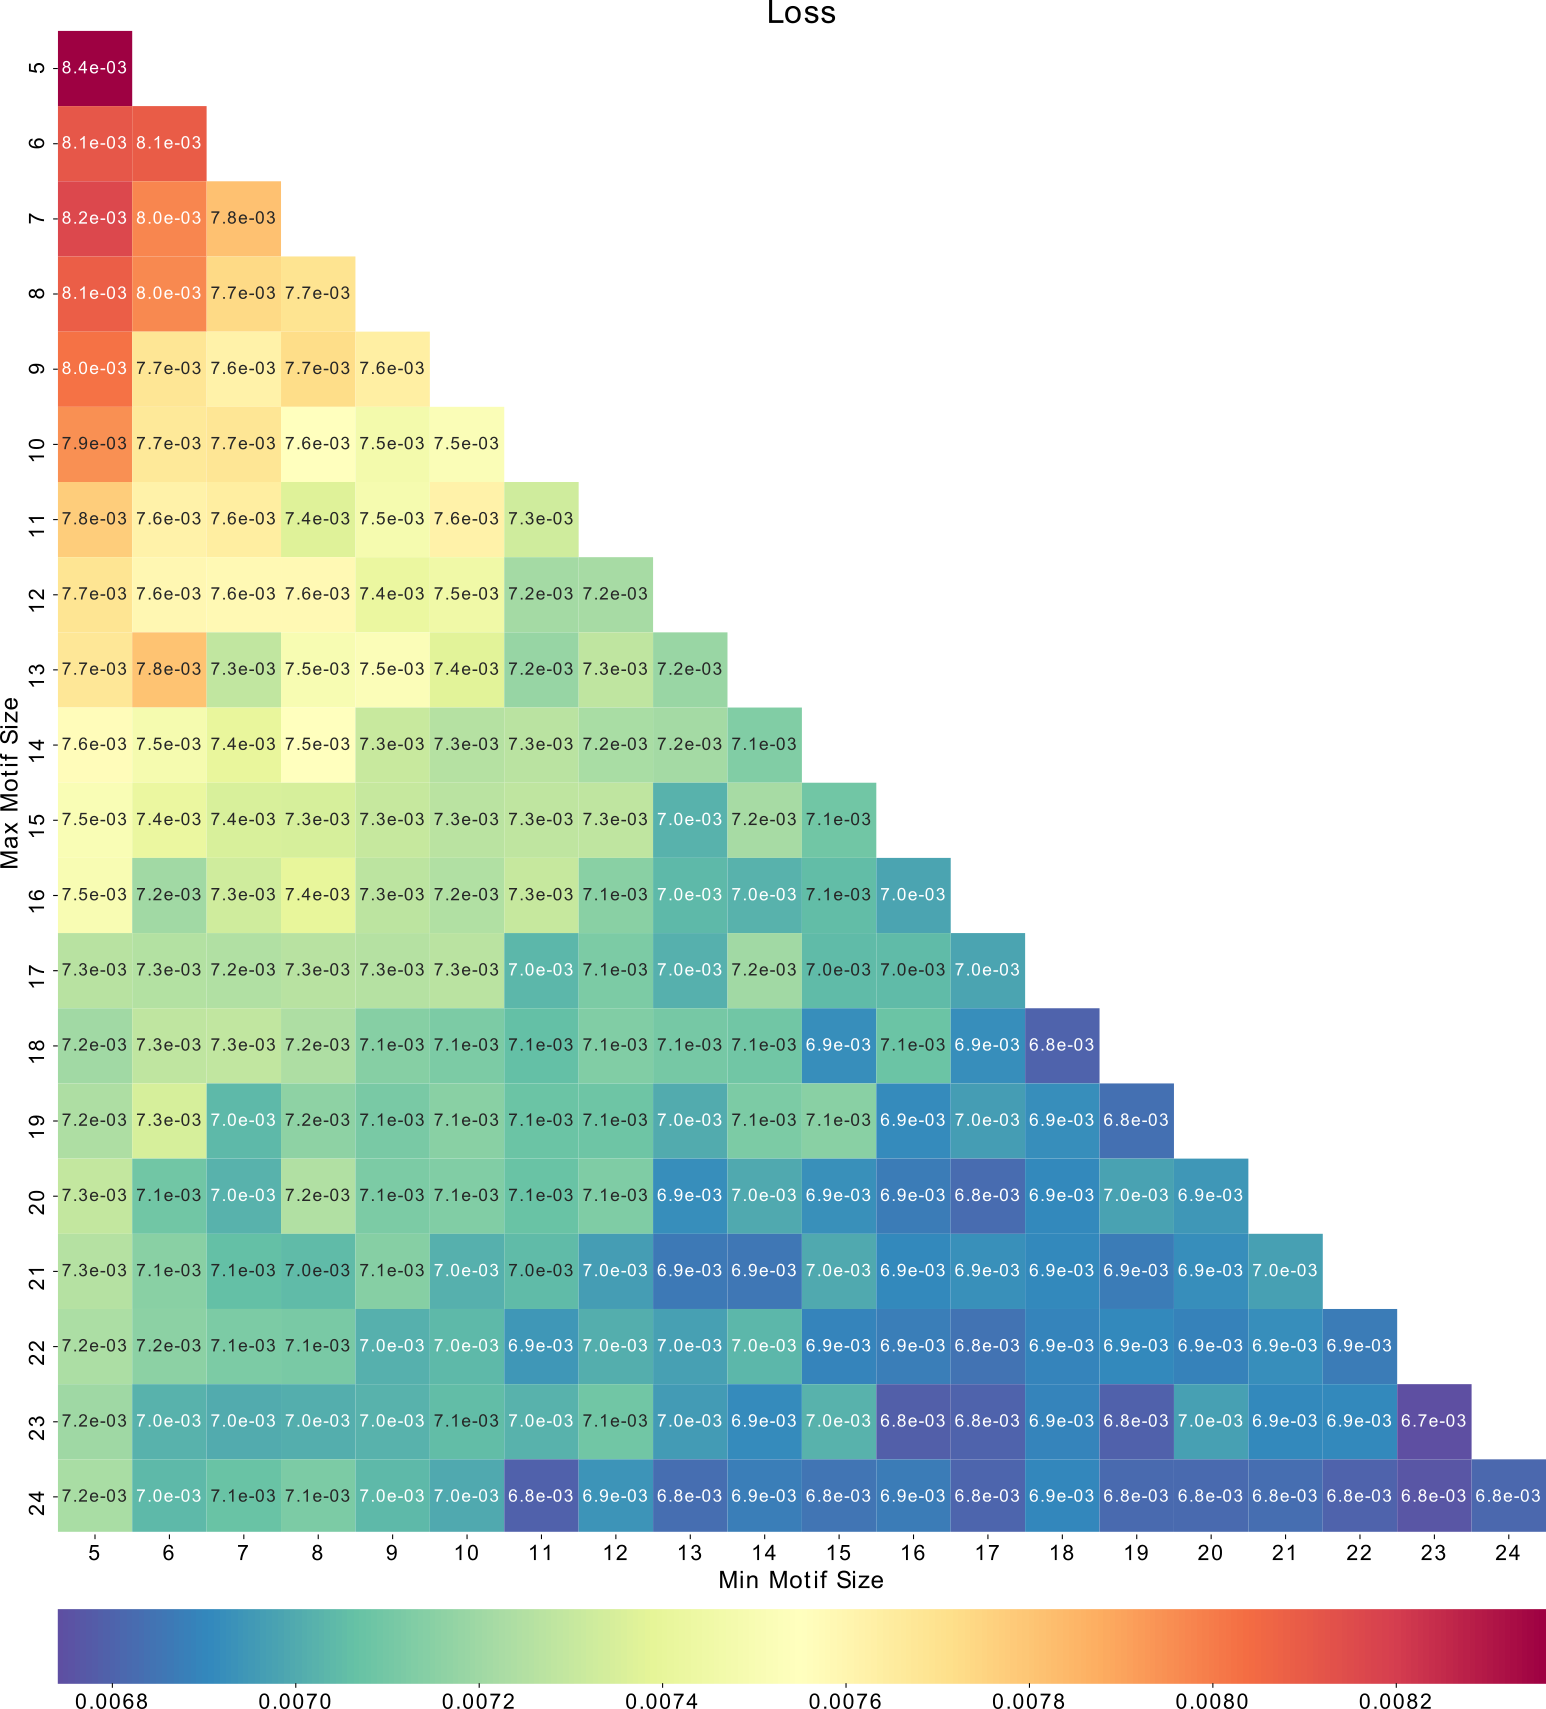 Loss
5 8.4e-03
6 8.1e-03 8.1e-03
7 8.2e-03 8.0e-03 7.8e-03
8 8.1e-03 8.0e-03 7.7e-03 7.7e-03
9 8.0e-03 7.7e-03 7.6e-03 7.7e-03 7.6e-03
10 7.9e-03 7.7e-03 7.7e-03 7.6e-03 7.5e-03 7.5e-03
11 7.8e-03 7.6e-03 7.6e-03 7.4e-03 7.5e-03 7.6e-03 7.3e-03
12 7.7e-03 7.6e-03 7.6e-03 7.6e-03 7.4e-03 7.5e-03 7.2e-03 7.2e-03
13 7.7e-03 7.8e-03 7.3e-03 7.5e-03 7.5e-03 7.4e-03 7.2e-03 7.3e-03 7.2e-03
14 7.6e-03 7.5e-03 7.4e-03 7.5e-03 7.3e-03 7.3e-03 7.3e-03 7.2e-03 7.2e-03 7.1e-03
Max Motif Size
15 7.5e-03 7.4e-03 7.4e-03 7.3e-03 7.3e-03 7.3e-03 7.3e-03 7.3e-03 7.0e-03 7.2e-03 7.1e-03
16 7.5e-03 7.2e-03 7.3e-03 7.4e-03 7.3e-03 7.2e-03 7.3e-03 7.1e-03 7.0e-03 7.0e-03 7.1e-03 7.0e-03
17 7.3e-03 7.3e-03 7.2e-03 7.3e-03 7.3e-03 7.3e-03 7.0e-03 7.1e-03 7.0e-03 7.2e-03 7.0e-03 7.0e-03 7.0e-03
18 7.2e-03 7.3e-03 7.3e-03 7.2e-03 7.1e-03 7.1e-03 7.1e-03 7.1e-03 7.1e-03 7.1e-03 6.9e-03 7.1e-03 6.9e-03 6.8e-03
19 7.2e-03 7.3e-03 7.0e-03 7.2e-03 7.1e-03 7.1e-03 7.1e-03 7.1e-03 7.0e-03 7.1e-03 7.1e-03 6.9e-03 7.0e-03 6.9e-03 6.8e-03
20 7.3e-03 7.1e-03 7.0e-03 7.2e-03 7.1e-03 7.1e-03 7.1e-03 7.1e-03 6.9e-03 7.0e-03 6.9e-03 6.9e-03 6.8e-03 6.9e-03 7.0e-03 6.9e-03
21 7.3e-03 7.1e-03 7.1e-03 7.0e-03 7.1e-03 7.0e-03 7.0e-03 7.0e-03 6.9e-03 6.9e-03 7.0e-03 6.9e-03 6.9e-03 6.9e-03 6.9e-03 6.9e-03 7.0e-03
22 7.2e-03 7.2e-03 7.1e-03 7.1e-03 7.0e-03 7.0e-03 6.9e-03 7.0e-03 7.0e-03 7.0e-03 6.9e-03 6.9e-03 6.8e-03 6.9e-03 6.9e-03 6.9e-03 6.9e-03 6.9e-03
23 7.2e-03 7.0e-03 7.0e-03 7.0e-03 7.0e-03 7.1e-03 7.0e-03 7.1e-03 7.0e-03 6.9e-03 7.0e-03 6.8e-03 6.8e-03 6.9e-03 6.8e-03 7.0e-03 6.9e-03 6.9e-03 6.7e-03
24 7.2e-03 7.0e-03 7.1e-03 7.1e-03 7.0e-03 7.0e-03 6.8e-03 6.9e-03 6.8e-03 6.9e-03 6.8e-03 6.9e-03 6.8e-03 6.9e-03 6.8e-03 6.8e-03 6.8e-03 6.8e-03 6.8e-03 6.8e-03
5 6 7 8 9 10 11 12 13 14 15 16 17 18 19 20 21 22 23 24
Min Motif Size
0.0068 0.0070 0.0072 0.0074 0.0076 0.0078 0.0080 0.0082